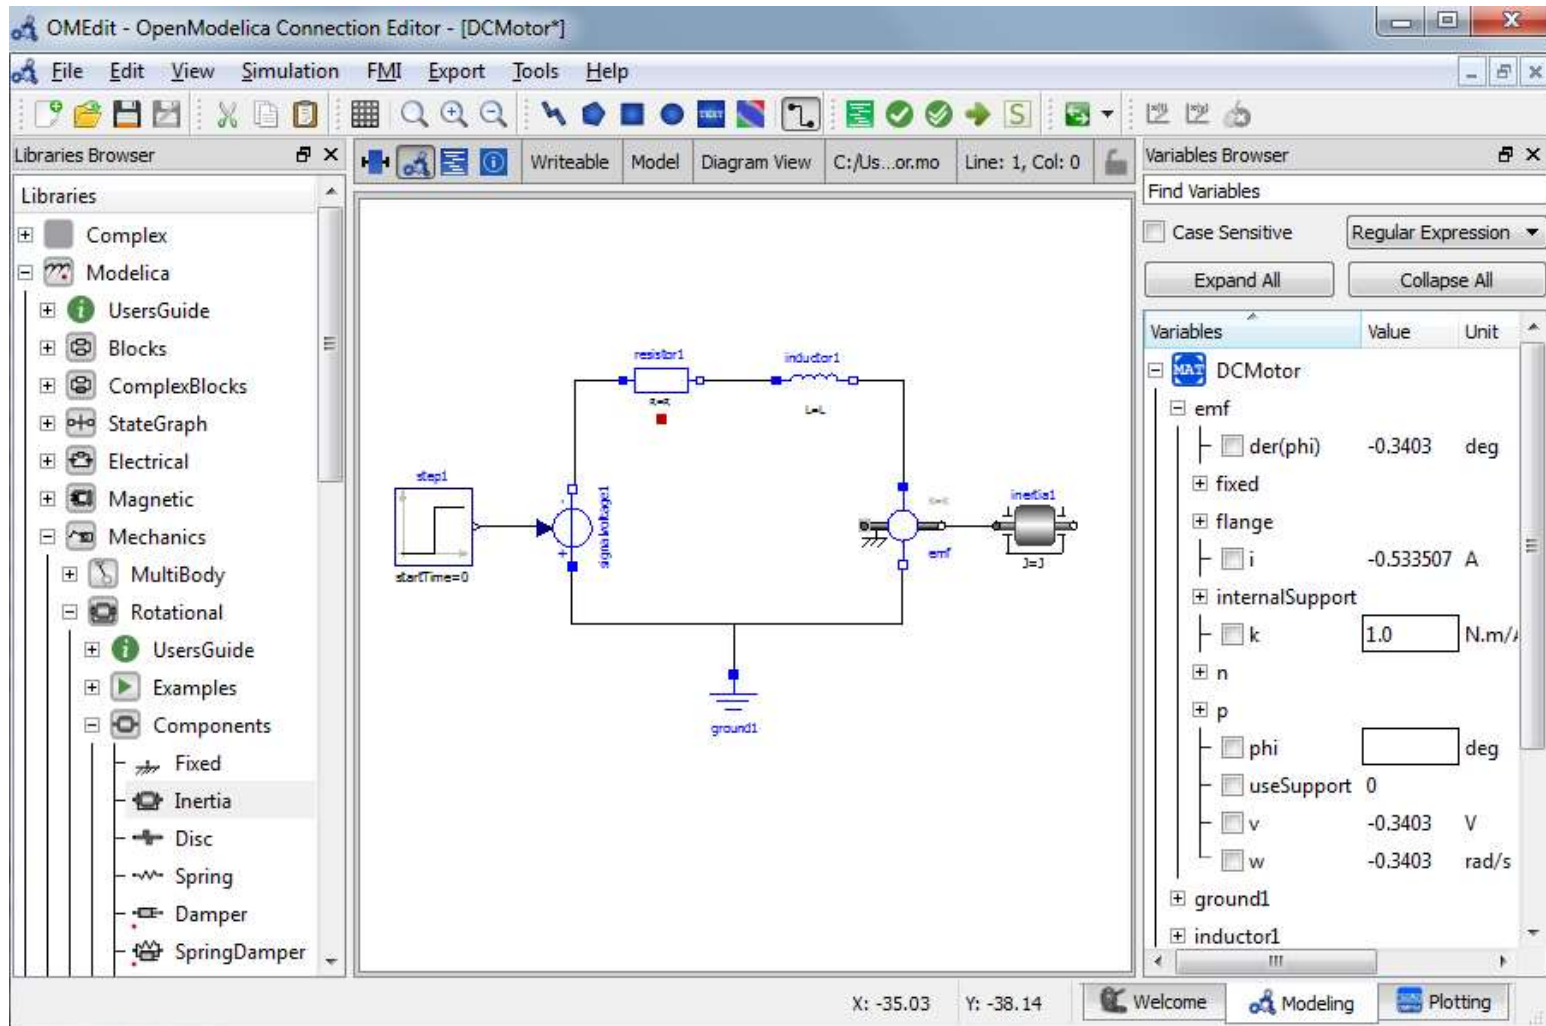 OMEdit - OpenModelica Connection Editor - [DCMotor*]
File Edit View Simulation FMI Export Tools Help
TEXT S
Libraries Browser
Writeable Model Diagram View C:/Us...or.mo Line: 1, Col: 0
Variables Browser
Libraries
Complex
Modelica
UsersGuide
Blocks
ComplexBlocks
StateGraph
Electrical
Magnetic
Mechanics
MultiBody
Rotational
UsersGuide
Examples
Components
Fixed
Inertia
Disc
Spring
Damper
SpringDamper
resistor1
R=R
inductor1
L=L
step1
startTime=0
signalvoltage1
- +
emf
inertia1
J=J
ground1
Find Variables
Case Sensitive Regular Expression
Expand All Collapse All
Variables Value Unit
MAT DCMotor
emf
der(phi) -0.3403 deg
fixed
flange
i -0.533507 A
internalSupport
k 1.0 N.m/A
n
p
phi deg
useSupport 0
v -0.3403 V
w -0.3403 rad/s
ground1
inductor1
X: -35.03 Y: -38.14 Welcome Modeling Plotting